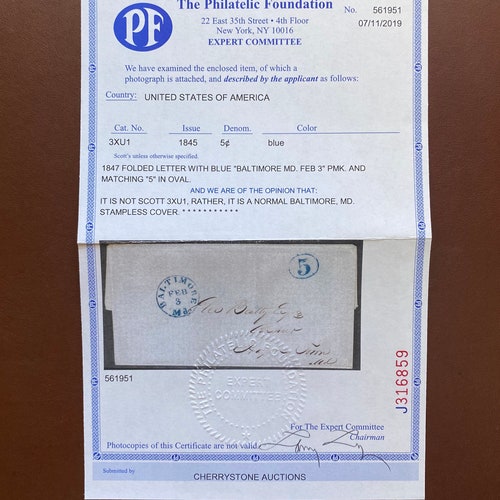 The Philatelic Foundation
PF
22 East 35th Street • 4th Floor
New York, NY 10016
EXPERT COMMITTEE
No. 561951
07/11/2019
We have examined the enclosed item, of which a
photograph is attached, and described by the applicant as follows:
Country: UNITED STATES OF AMERICA
Cat. No. Issue Denom. Color
3XU1 1845 5¢ blue
Scott's unless otherwise specified
1847 FOLDED LETTER WITH BLUE "BALTIMORE MD. FEB 3" PMK. AND
MATCHING "5" IN OVAL.
AND WE ARE OF THE OPINION THAT:
IT IS NOT SCOTT 3XU1, RATHER, IT IS A NORMAL BALTIMORE, MD.
STAMPLESS COVER. * * * * * * * * * * *
5
BALTIMORE
FEB
3
Md.
561951
EXPERT
COMMITTEE
J316859
For The Expert Committee
Chairman
Photocopies of this Certificate are not valid
Submitted by
CHERRYSTONE AUCTIONS